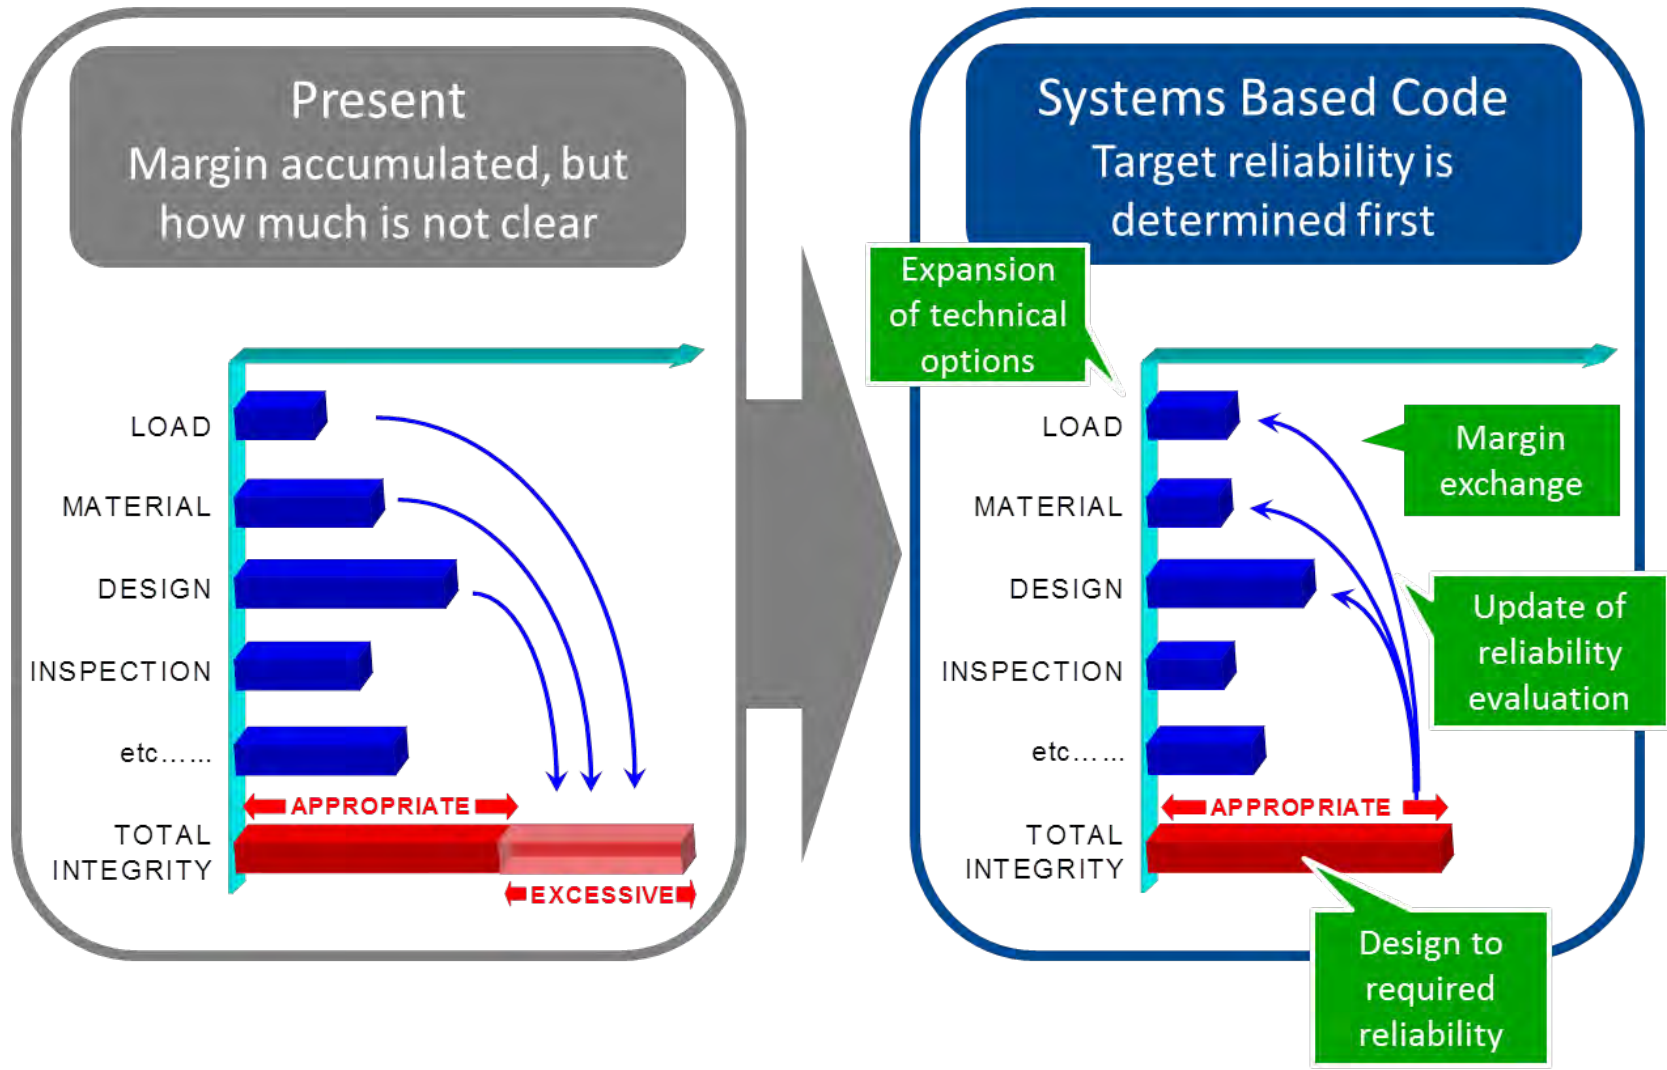 Present
Margin accumulated, but
how much is not clear
LOAD
MATERIAL
DESIGN
INSPECTION
etc……
APPROPRIATE
TOTAL
INTEGRITY
EXCESSIVE
Systems Based Code
Target reliability is
determined first
Expansion
of technical
options
LOAD
Margin
exchange
MATERIAL
DESIGN
Update of
reliability
evaluation
INSPECTION
etc……
APPROPRIATE
TOTAL
INTEGRITY
Design to
required
reliability